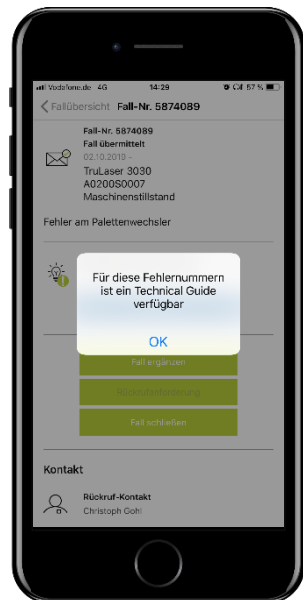 Vodafone.de 4G 14:29 57 %
Fallübersicht Fall-Nr. 5874089
Fall-Nr. 5874089
Fall übermittelt
02.10.2019 -
TruLaser 3030
A0200S0007
Maschinenstillstand
Fehler am Palettenwechsler
Für diese Fehlernummern
ist ein Technical Guide
verfügbar
OK
Fall ergänzen
Rückrufanforderung
Fall schließen
Kontakt
Rückruf-Kontakt
Christoph Gohl